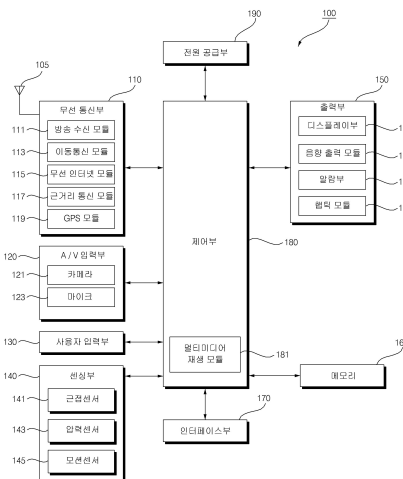 190
100
전원 공급부
105
110
150
무선 통신부
출력부
111
방송 수신 모듈
디스플레이부
113
이동통신 모듈
음향 출력 모듈
115
무선 인터넷 모듈
알람부
117
근거리 통신 모듈
햅틱 모듈
119
GPS 모듈
제어부
180
120
A / V 입력부
121
카메라
123
마이크
130
사용자 입력부
멀티미디어
재생 모듈
181
140
센싱부
메모리
141
근접센서
170
143
압력센서
인터페이스부
145
모션센서